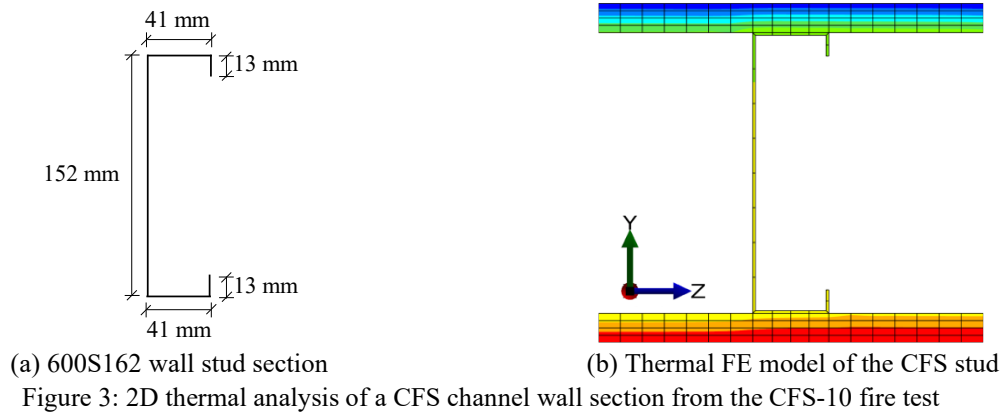 41 mm
13 mm
152 mm
13 mm
41 mm
Y
Z
(a) 600S162 wall stud section
(b) Thermal FE model of the CFS stud
Figure 3: 2D thermal analysis of a CFS channel wall section from the CFS-10 fire test